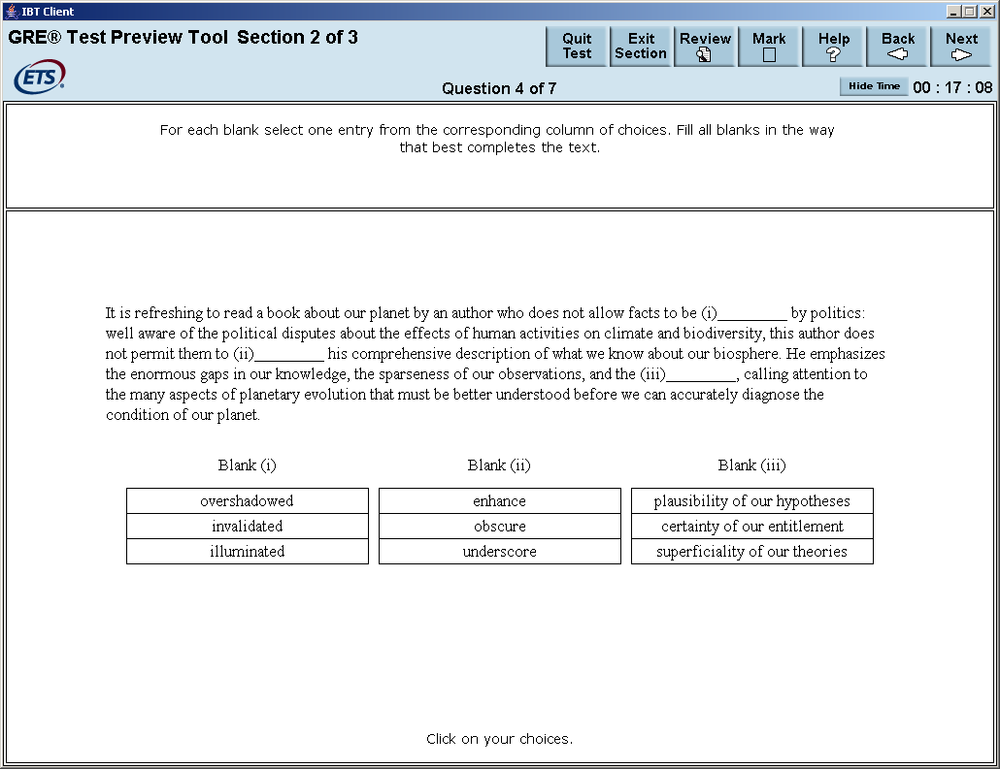 IBT Client
GRE® Test Preview Tool Section 2 of 3
Quit Test
Exit Section
Review
Mark
Help
Back
Next
ETS
Question 4 of 7
Hide Time
00 : 17 : 08
For each blank select one entry from the corresponding column of choices. Fill all blanks in the way
that best completes the text.
It is refreshing to read a book about our planet by an author who does not allow facts to be (i)_________ by politics:
well aware of the political disputes about the effects of human activities on climate and biodiversity, this author does
not permit them to (ii)_________ his comprehensive description of what we know about our biosphere. He emphasizes
the enormous gaps in our knowledge, the sparseness of our observations, and the (iii)_________, calling attention to
the many aspects of planetary evolution that must be better understood before we can accurately diagnose the
condition of our planet.
Blank (i) Blank (ii) Blank (iii)
overshadowed enhance plausibility of our hypotheses
invalidated obscure certainty of our entitlement
illuminated underscore superficiality of our theories
Click on your choices.